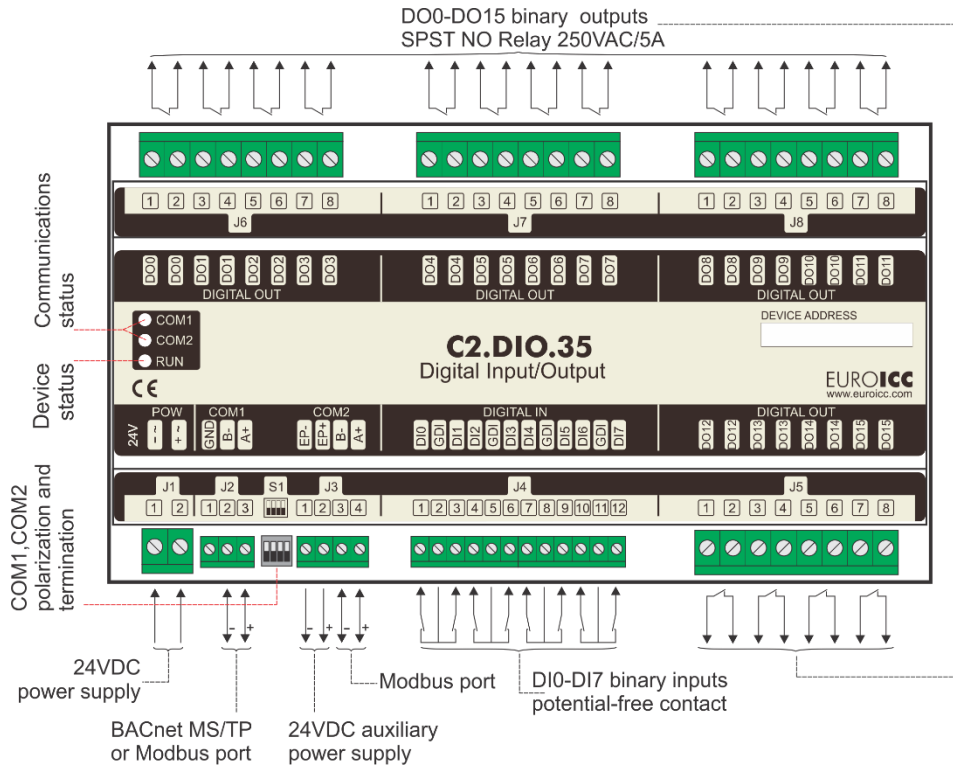 DO0-DO15 binary outputs
SPST NO Relay 250VAC/5A
1 2 3 4 5 6 7 8
J6
1 2 3 4 5 6 7 8
J7
1 2 3 4 5 6 7 8
J8
DO0 DO0 DO1 DO1 DO2 DO2 DO3 DO3
DIGITAL OUT
DO4 DO4 DO5 DO5 DO6 DO6 DO7 DO7
DIGITAL OUT
DO8 DO8 DO9 DO9 DO10 DO10 DO11 DO11
DIGITAL OUT
Communications
status
COM1
COM2
RUN
Device
status
CE
C2.DIO.35
Digital Input/Output
DEVICE ADDRESS
EUROICC
www.euroicc.com
POW
24V
- ~ + ~
COM1
GND B- A+
COM2
EP- EP+ B- A+
DIGITAL IN
DI0 GDI DI1 DI2 GDI DI3 DI4 GDI DI5 DI6 GDI DI7
DIGITAL OUT
DO12 DO12 DO13 DO13 DO14 DO14 DO15 DO15
J1
1 2
J2
1 2 3
S1
J3
1 2 3 4
J4
1 2 3 4 5 6 7 8 9 10 11 12
J5
1 2 3 4 5 6 7 8
COM1,COM2
polarization and
termination
- +
- + - +
24VDC
power supply
BACnet MS/TP
or Modbus port
24VDC auxiliary
power supply
Modbus port
DI0-DI7 binary inputs
potential-free contact